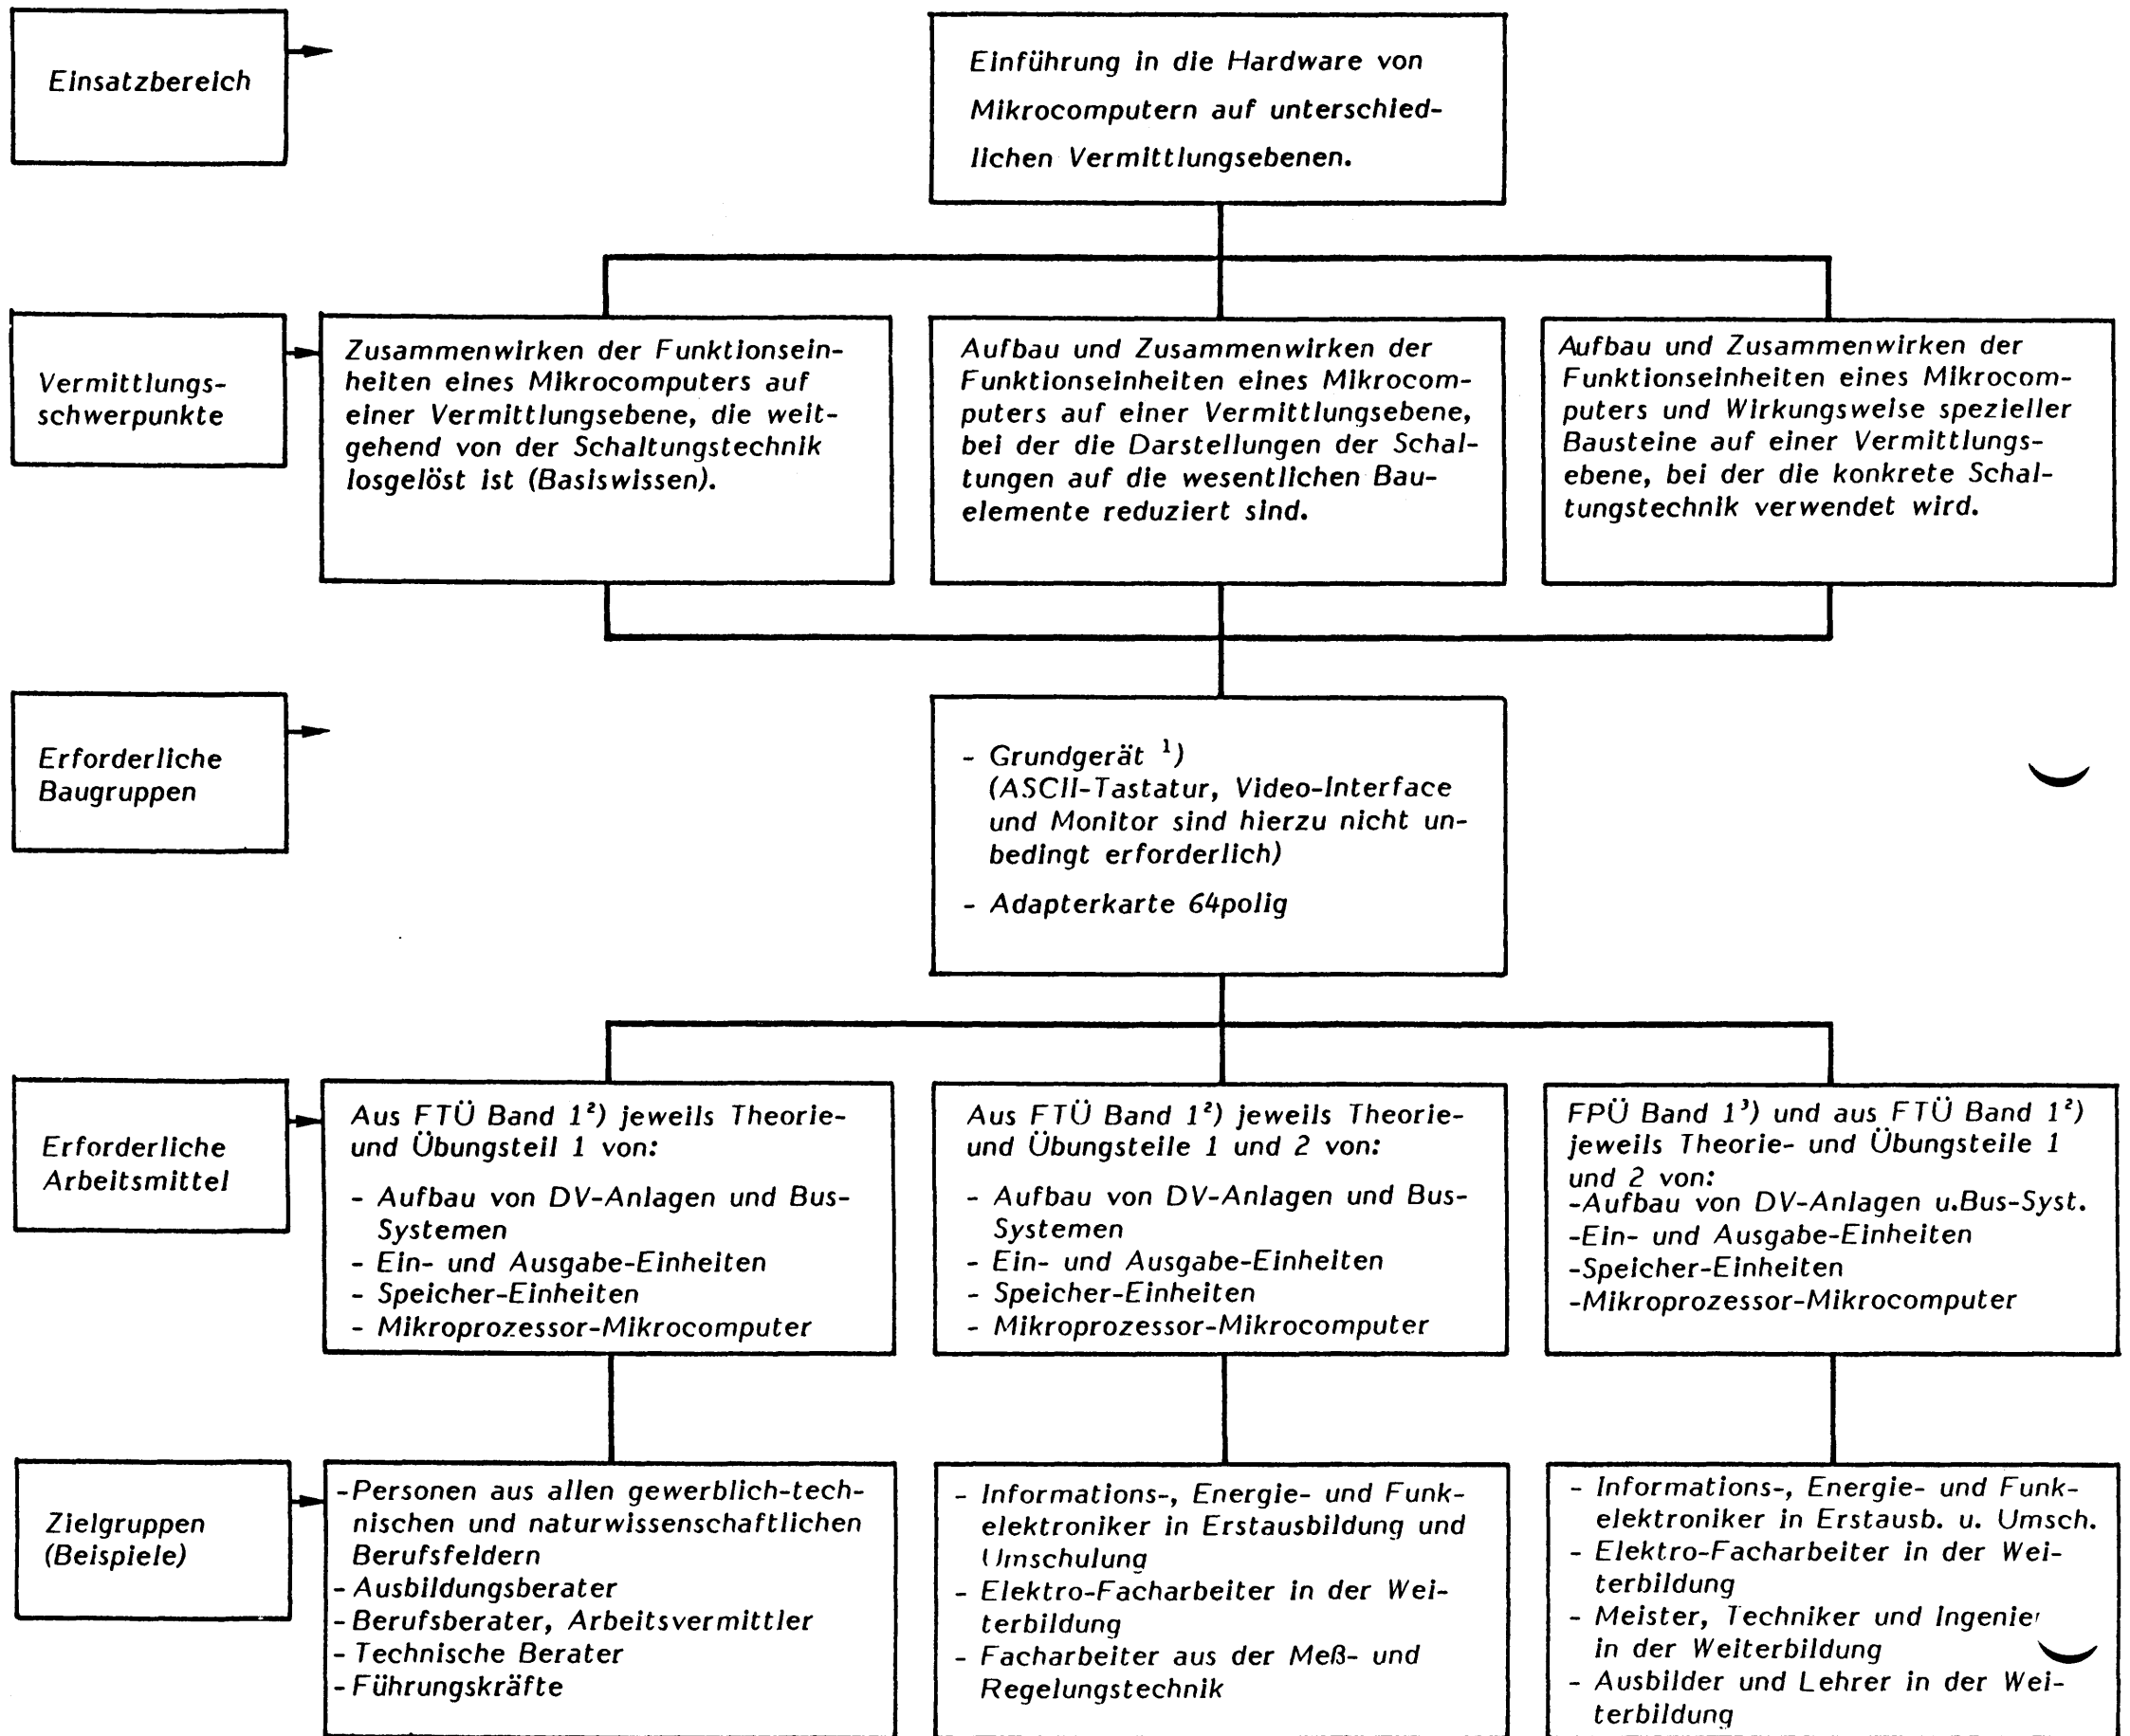 Einsatzbereich
Einführung in die Hardware von
Mikrocomputern auf unterschied-
lichen Vermittlungsebenen.
Vermittlungs-
schwerpunkte
Zusammenwirken der Funktionsein-
heiten eines Mikrocomputers auf
einer Vermittlungsebene, die weit-
gehend von der Schaltungstechnik
losgelöst ist (Basiswissen).
Aufbau und Zusammenwirken der
Funktionseinheiten eines Mikrocom-
puters auf einer Vermittlungsebene,
bei der die Darstellungen der Schal-
tungen auf die wesentlichen Bau-
elemente reduziert sind.
Aufbau und Zusammenwirken der
Funktionseinheiten eines Mikrocom-
puters und Wirkungsweise spezieller
Bausteine auf einer Vermittlungs-
ebene, bei der die konkrete Schal-
tungstechnik verwendet wird.
Erforderliche
Baugruppen
- Grundgerät ¹)
(ASCII-Tastatur, Video-Interface
und Monitor sind hierzu nicht un-
bedingt erforderlich)
- Adapterkarte 64polig
Erforderliche
Arbeitsmittel
Aus FTÜ Band 1²) jeweils Theorie-
und Übungsteil 1 von:
- Aufbau von DV-Anlagen und Bus-
Systemen
- Ein- und Ausgabe-Einheiten
- Speicher-Einheiten
- Mikroprozessor-Mikrocomputer
Aus FTÜ Band 1²) jeweils Theorie-
und Übungsteile 1 und 2 von:
- Aufbau von DV-Anlagen und Bus-
Systemen
- Ein- und Ausgabe-Einheiten
- Speicher-Einheiten
- Mikroprozessor-Mikrocomputer
FPÜ Band 1³) und aus FTÜ Band 1²)
jeweils Theorie- und Übungsteile 1
und 2 von:
-Aufbau von DV-Anlagen u.Bus-Syst.
-Ein- und Ausgabe-Einheiten
-Speicher-Einheiten
-Mikroprozessor-Mikrocomputer
Zielgruppen
(Beispiele)
-Personen aus allen gewerblich-tech-
nischen und naturwissenschaftlichen
Berufsfeldern
-Ausbildungsberater
-Berufsberater, Arbeitsvermittler
-Technische Berater
-Führungskräfte
- Informations-, Energie- und Funk-
elektroniker in Erstausbildung und
Umschulung
- Elektro-Facharbeiter in der Wei-
terbildung
- Facharbeiter aus der Meß- und
Regelungstechnik
- Informations-, Energie- und Funk-
elektroniker in Erstausb. u. Umsch.
- Elektro-Facharbeiter in der Wei-
terbildung
- Meister, Techniker und Ingenie
in der Weiterbildung
- Ausbilder und Lehrer in der Wei-
terbildung